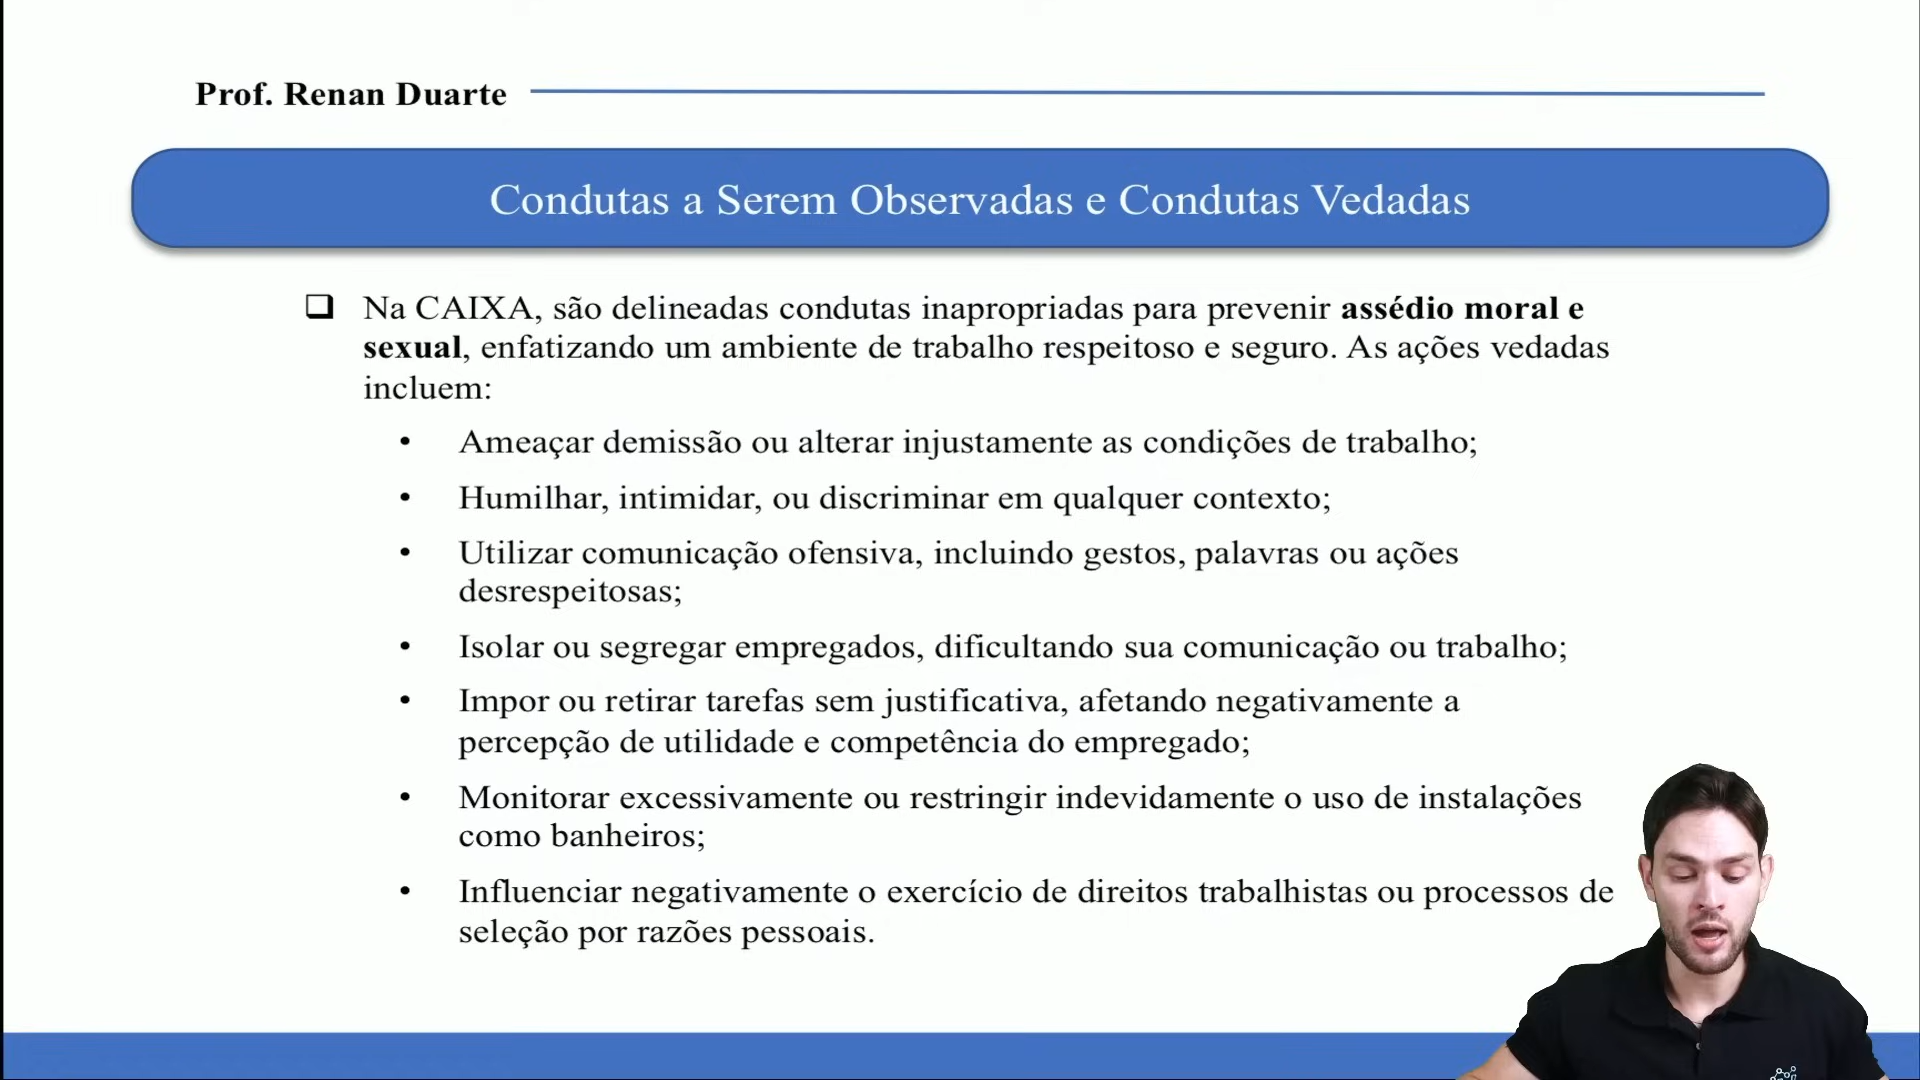 Prof. Renan Duarte
Condutas a Serem Observadas e Condutas Vedadas
Na CAIXA, são delineadas condutas inapropriadas para prevenir assédio moral e
sexual, enfatizando um ambiente de trabalho respeitoso e seguro. As ações vedadas
incluem:
• Ameaçar demissão ou alterar injustamente as condições de trabalho;
• Humilhar, intimidar, ou discriminar em qualquer contexto;
• Utilizar comunicação ofensiva, incluindo gestos, palavras ou ações
desrespeitosas;
• Isolar ou segregar empregados, dificultando sua comunicação ou trabalho;
• Impor ou retirar tarefas sem justificativa, afetando negativamente a
percepção de utilidade e competência do empregado;
• Monitorar excessivamente ou restringir indevidamente o uso de instalações
como banheiros;
• Influenciar negativamente o exercício de direitos trabalhistas ou processos de
seleção por razões pessoais.